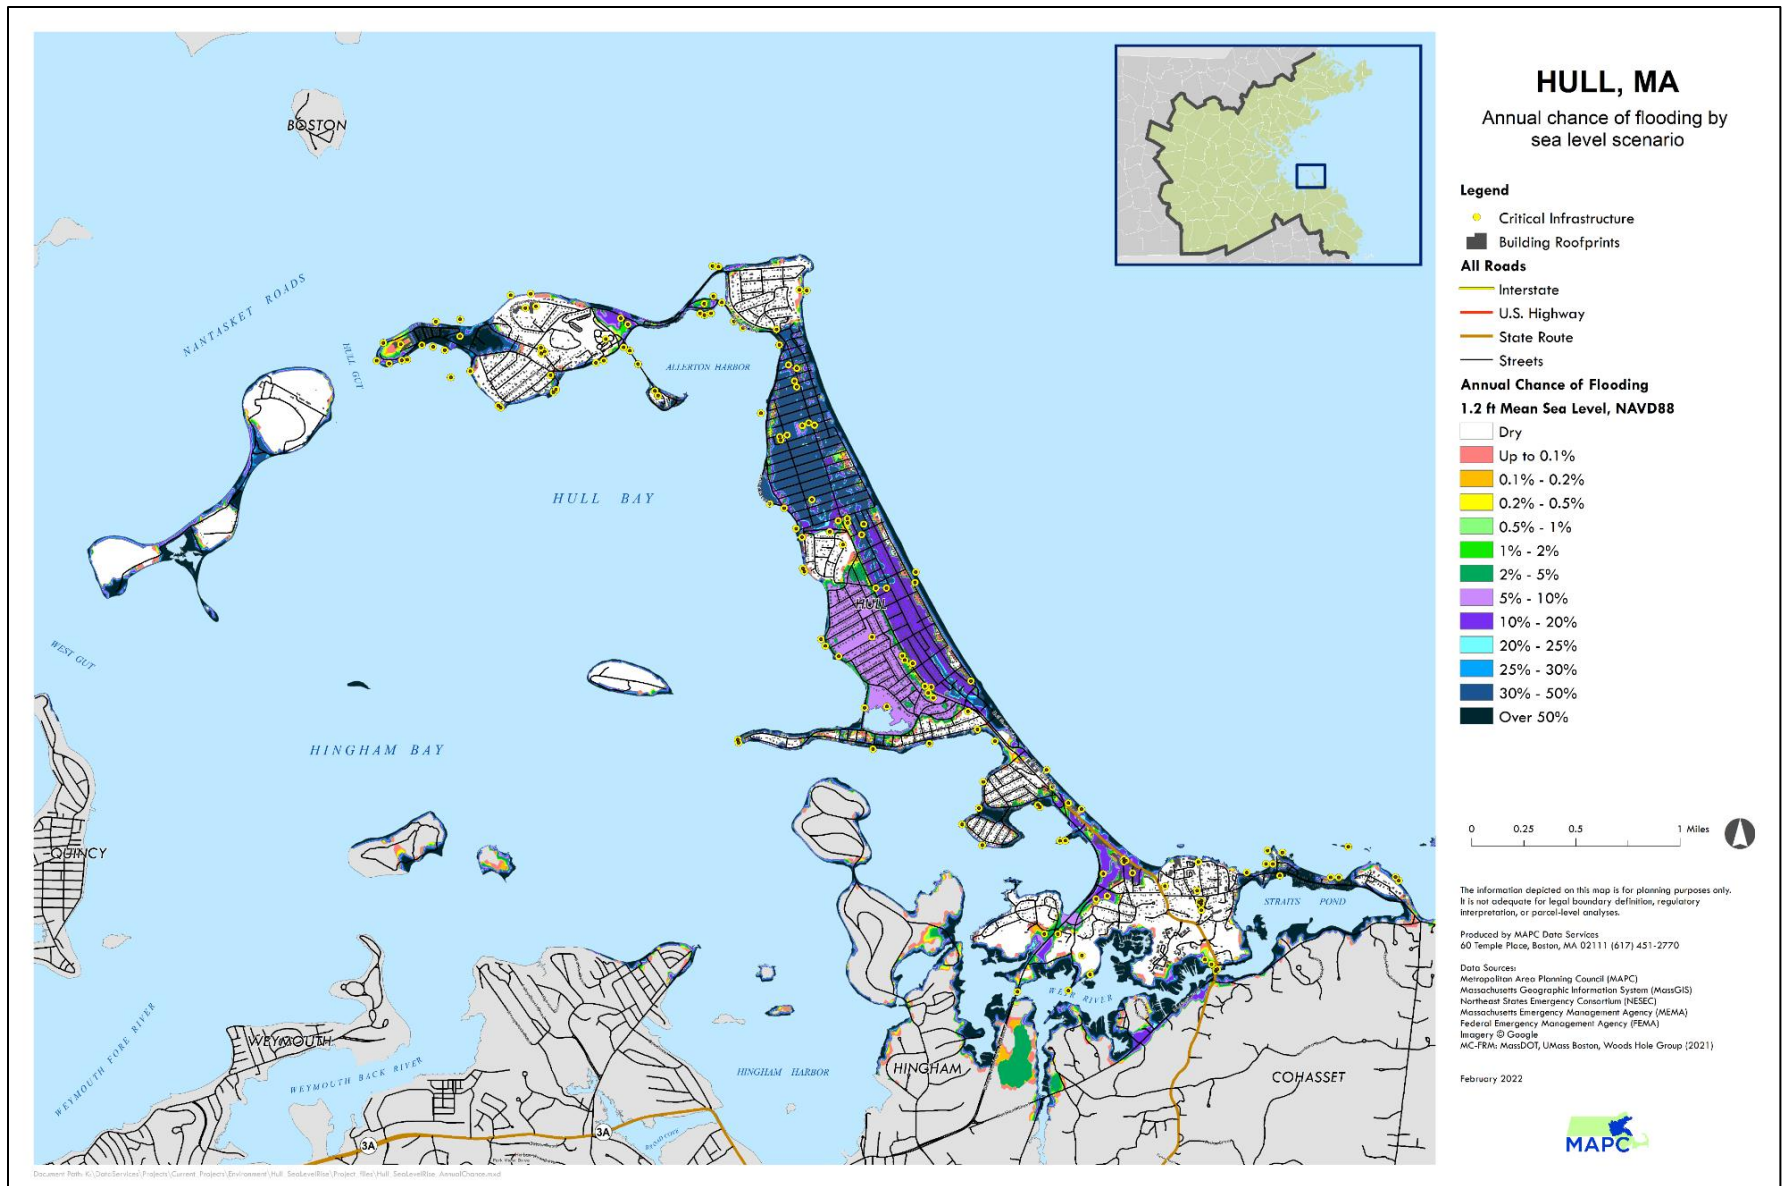 HULL, MA
Annual chance of flooding by
sea level scenario
Legend
Critical Infrastructure
Building Roofprints
All Roads
Interstate
U.S. Highway
State Route
Streets
Annual Chance of Flooding
1.2 ft Mean Sea Level, NAVD88
Dry
Up to 0.1%
0.1% - 0.2%
0.2% - 0.5%
0.5% - 1%
1% - 2%
2% - 5%
5% - 10%
10% - 20%
20% - 25%
25% - 30%
30% - 50%
Over 50%
0 0.25 0.5 1 Miles
The information depicted on this map is for planning purposes only.
It is not adequate for legal boundary definition, regulatory
interpretation, or parcel-level analyses.
Produced by MAPC Data Services
60 Temple Place, Boston, MA 02111 (617) 451-2770
Data Sources:
Metropolitan Area Planning Council (MAPC)
Massachusetts Geographic Information System (MassGIS)
Northeast States Emergency Consortium (NESEC)
Massachusetts Emergency Management Agency (MEMA)
Federal Emergency Management Agency (FEMA)
Imagery © Google
MC-FRM: MassDOT, UMass Boston, Woods Hole Group (2021)
February 2022
MAPC
BOSTON
NANTASKET ROADS
HULL GUT
ALLERTON HARBOR
HULL BAY
HULL
WEST GUT
HINGHAM BAY
QUINCY
STRAITS POND
WEIR RIVER
WEYMOUTH FORE RIVER
WEYMOUTH
WEYMOUTH BACK RIVER
HINGHAM HARBOR
HINGHAM
COHASSET
3A
3A